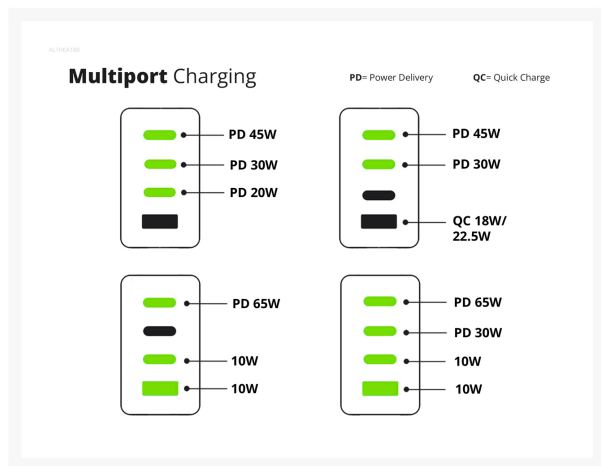 Multiport Charging
PD= Power Delivery
QC= Quick Charge
PD 45W
PD 30W
PD 20W
PD 45W
PD 30W
QC 18W/
22.5W
PD 65W
10W
10W
PD 65W
PD 30W
10W
10W